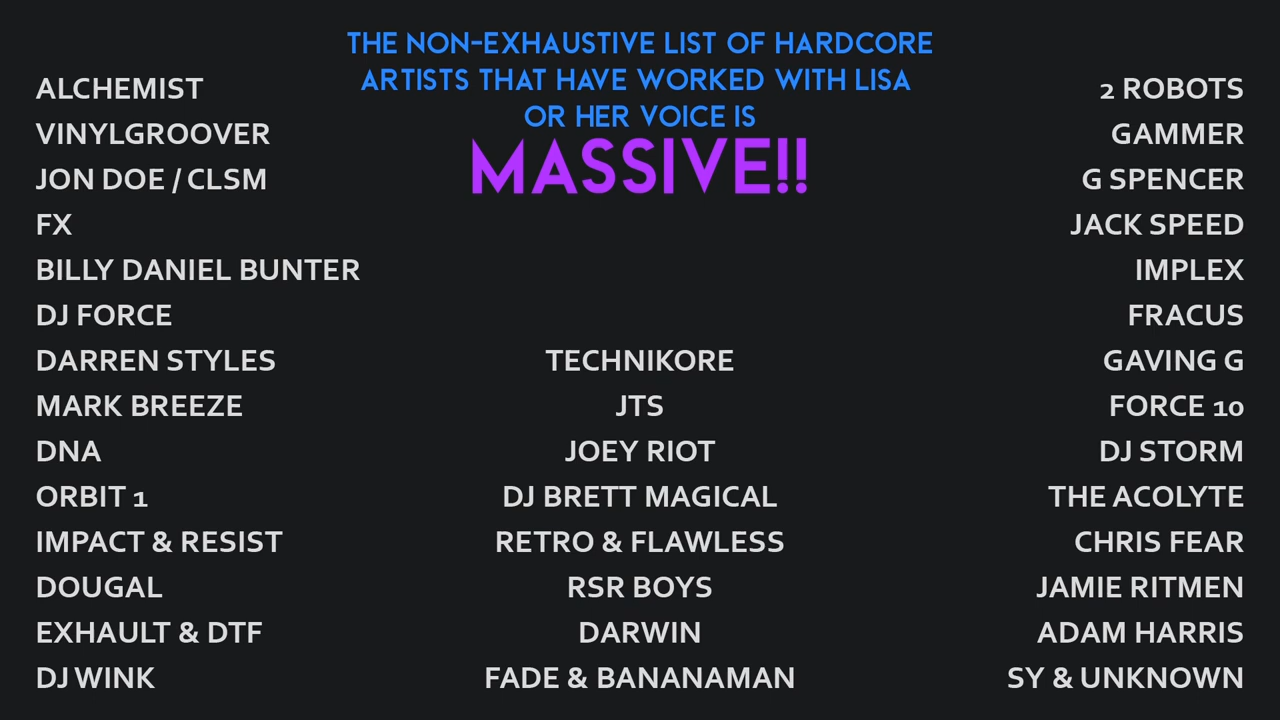 THE NON-EXHAUSTIVE LIST OF HARDCORE
ARTISTS THAT HAVE WORKED WITH LISA
OR HER VOICE IS
MASSIVE!!
ALCHEMIST
VINYLGROOVER
JON DOE / CLSM
FX
BILLY DANIEL BUNTER
DJ FORCE
DARREN STYLES
MARK BREEZE
DNA
ORBIT 1
IMPACT & RESIST
DOUGAL
EXHAULT & DTF
DJ WINK
TECHNIKORE
JTS
JOEY RIOT
DJ BRETT MAGICAL
RETRO & FLAWLESS
RSR BOYS
DARWIN
FADE & BANANAMAN
2 ROBOTS
GAMMER
G SPENCER
JACK SPEED
IMPLEX
FRACUS
GAVING G
FORCE 10
DJ STORM
THE ACOLYTE
CHRIS FEAR
JAMIE RITMEN
ADAM HARRIS
SY & UNKNOWN